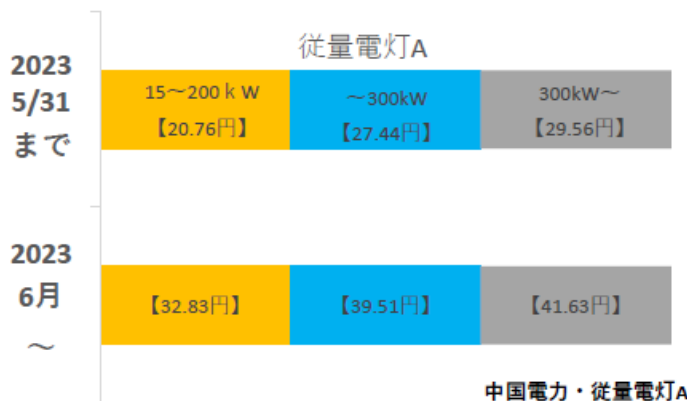 従量電灯A
2023
5/31
まで
15～200ｋW
【20.76円】
～300kW
【27.44円】
300kW～
【29.56円】
2023
6月
～
【32.83円】
【39.51円】
【41.63円】
中国電力・従量電灯A